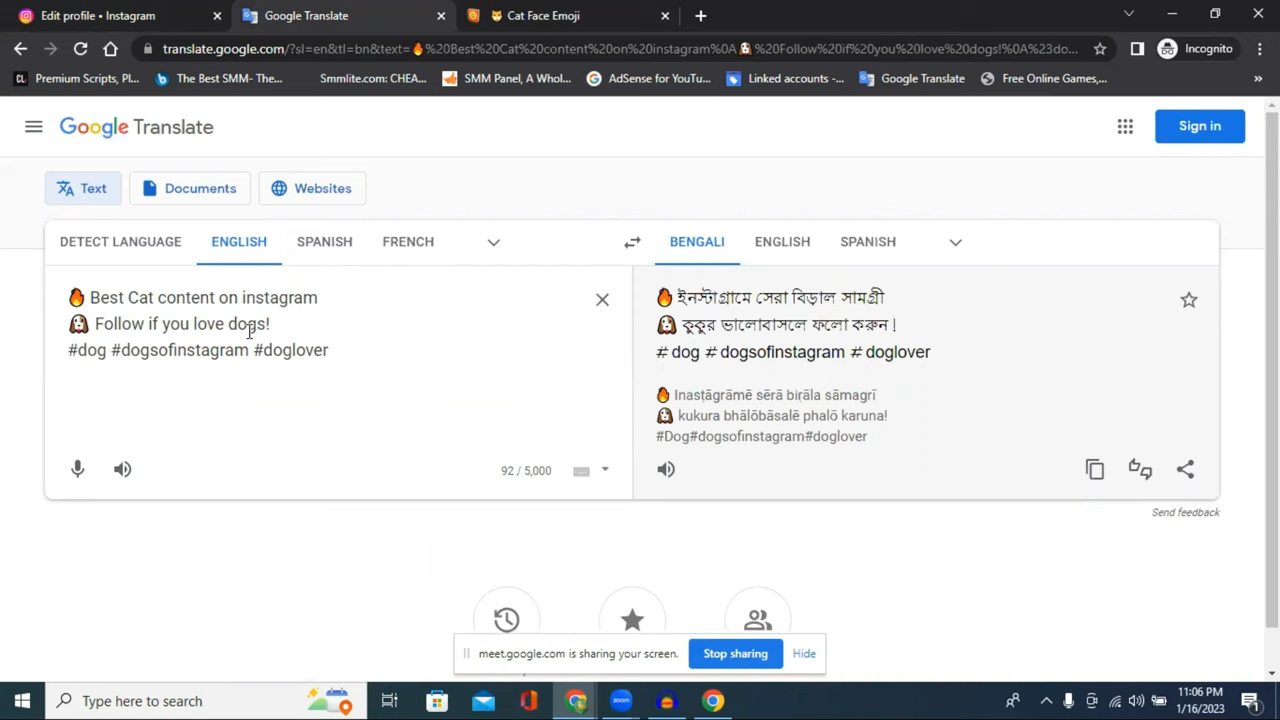 Edit profile • Instagram
Google Translate
Cat Face Emoji
translate.google.com/?sl=en&tl=bn&text=🔥%20Best%20Cat%20content%20on%20instagram%0A🐶%20Follow%20if%20you%20love%20dogs!%0A%23do...
Incognito
CL Premium Scripts, Pl...
The Best SMM- The...
Smmlite.com: CHEA...
SMM Panel, A Whol...
AdSense for YouTu...
Linked accounts -...
Google Translate
Free Online Games,...
»
Google Translate
Sign in
Text
Documents
Websites
DETECT LANGUAGE
ENGLISH
SPANISH
FRENCH
BENGALI
ENGLISH
SPANISH
🔥 Best Cat content on instagram
🐶 Follow if you love dogs!
#dog #dogsofinstagram #doglover
92 / 5,000
🔥 ইনস্টাগ্রামে সেরা বিড়াল সামগ্রী
🐶 কুকুর ভালোবাসলে ফলো করুন!
# dog # dogsofinstagram # doglover
🔥 Inasṭāgrāmē sērā biṛāla sāmagrī
🐶 kukura bhālōbāsalē phalō karuna!
#Dog#dogsofinstagram#doglover
Send feedback
meet.google.com is sharing your screen.
Stop sharing
Hide
Type here to search
11:06 PM
1/16/2023
1